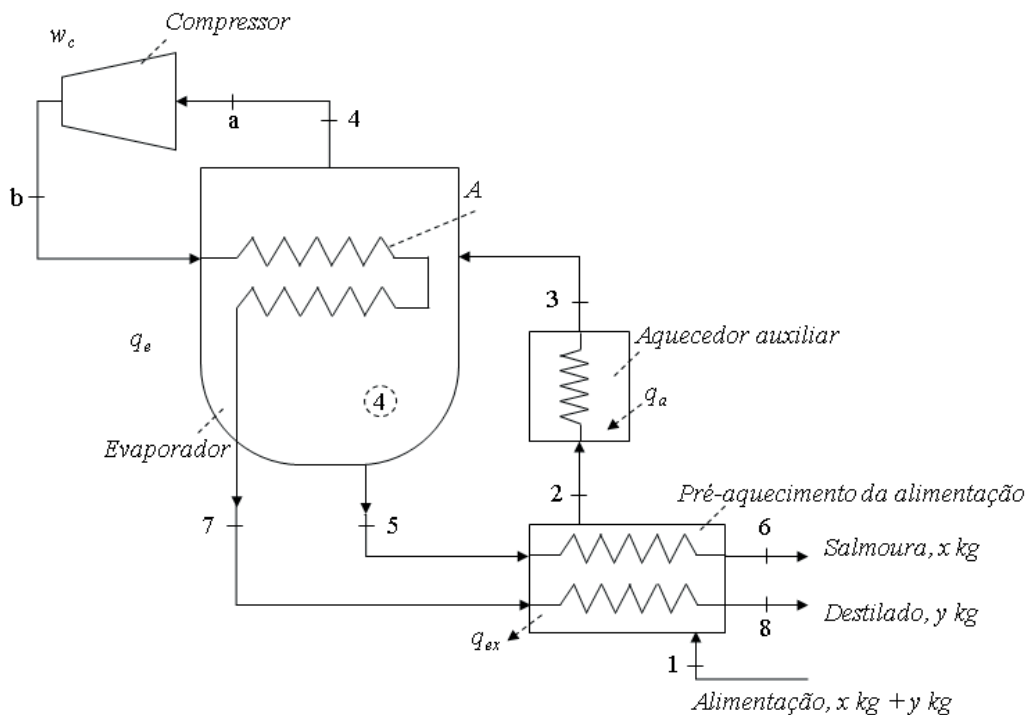 Compressor
w_c
a
4
b
A
3
Aquecedor auxiliar
q_e
q_a
4
Evaporador
2
Pré-aquecimento da alimentação
7
5
6
Salmoura, x kg
Destilado, y kg
8
q_ex
1
Alimentação, x kg + y kg